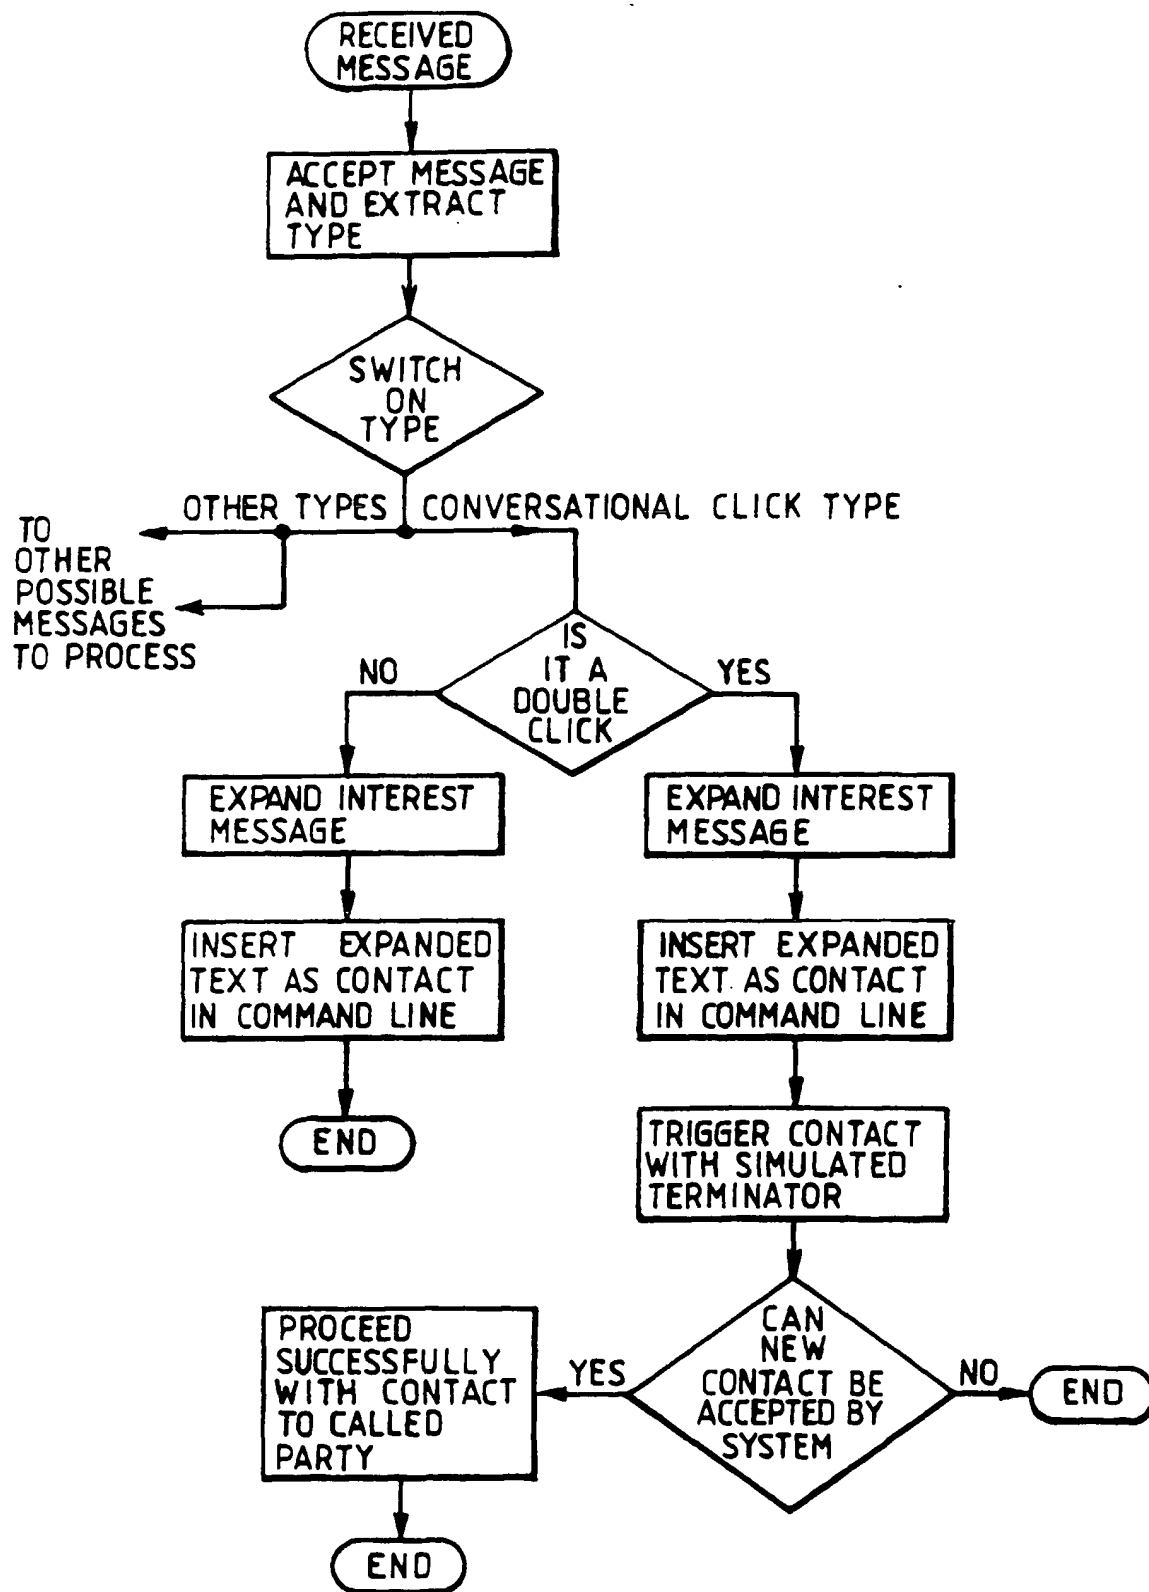 RECEIVED
MESSAGE
ACCEPT MESSAGE
AND EXTRACT
TYPE
SWITCH
ON
TYPE
OTHER TYPES
CONVERSATIONAL CLICK TYPE
TO
OTHER
POSSIBLE
MESSAGES
TO PROCESS
IS
IT A
DOUBLE
CLICK
NO
YES
EXPAND INTEREST
MESSAGE
EXPAND INTEREST
MESSAGE
INSERT EXPANDED
TEXT AS CONTACT
IN COMMAND LINE
INSERT EXPANDED
TEXT AS CONTACT
IN COMMAND LINE
END
TRIGGER CONTACT
WITH SIMULATED
TERMINATOR
CAN
NEW
CONTACT BE
ACCEPTED BY
SYSTEM
YES
NO
END
PROCEED
SUCCESSFULLY
WITH CONTACT
TO CALLED
PARTY
END